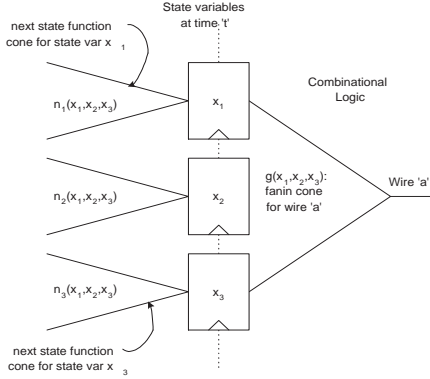 next state function
cone for state var x 1
State variables
at time 't'
Combinational
Logic
n1(x1,x2,x3)
x1
n2(x1,x2,x3)
x2
g(x1,x2,x3):
fanin cone
for wire 'a'
Wire 'a'
n3(x1,x2,x3)
x3
next state function
cone for state var x 3